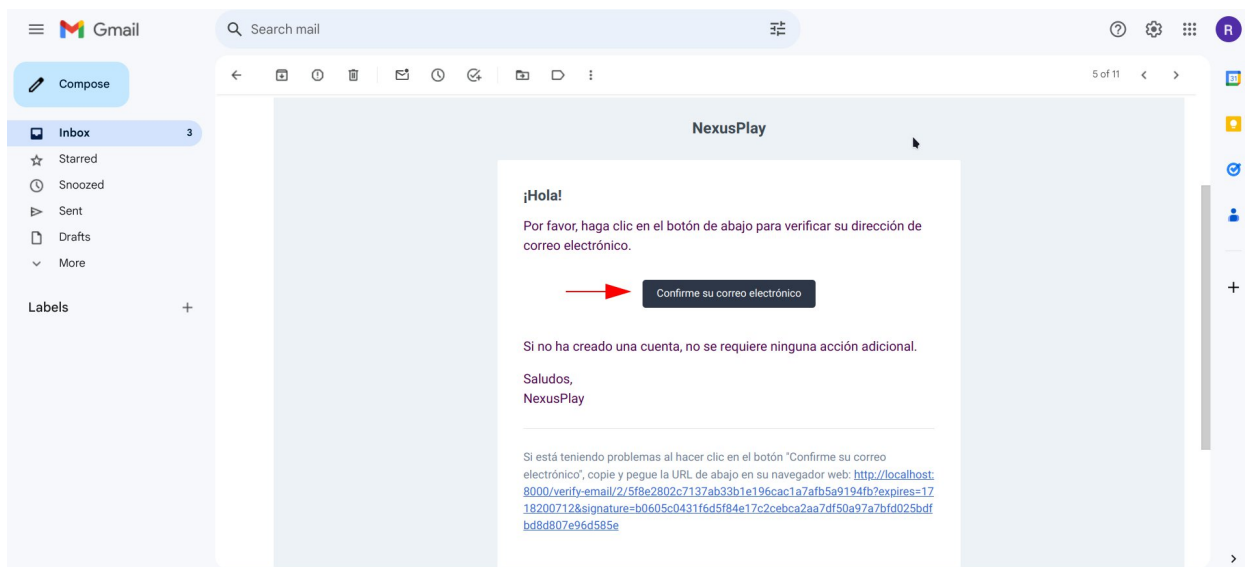 Gmail
Search mail
R
Compose
5 of 11
31
Inbox 3
Starred
Snoozed
Sent
Drafts
More
Labels
NexusPlay
¡Hola!
Por favor, haga clic en el botón de abajo para verificar su dirección de
correo electrónico.
Confirme su correo electrónico
Si no ha creado una cuenta, no se requiere ninguna acción adicional.
Saludos,
NexusPlay
Si está teniendo problemas al hacer clic en el botón "Confirme su correo
electrónico", copie y pegue la URL de abajo en su navegador web: http://localhost:
8000/verify-email/2/5f8e2802c7137ab33b1e196cac1a7afb5a9194fb?expires=17
18200712&signature=b0605c0431f6d5f84e17c2cebca2aa7df50a97a7bfd025bdf
bd8d807e96d585e